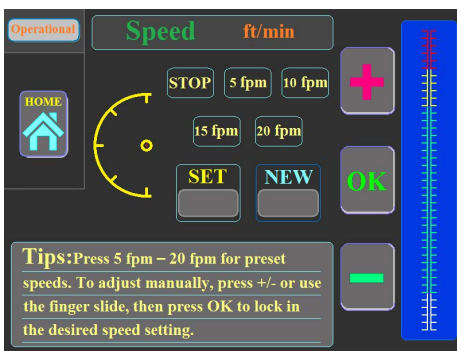 Operational
Speed ft/min
HOME
STOP 5 fpm 10 fpm
15 fpm 20 fpm
SET NEW
OK
Tips:Press 5 fpm – 20 fpm for preset
speeds. To adjust manually, press +/- or use
the finger slide, then press OK to lock in
the desired speed setting.